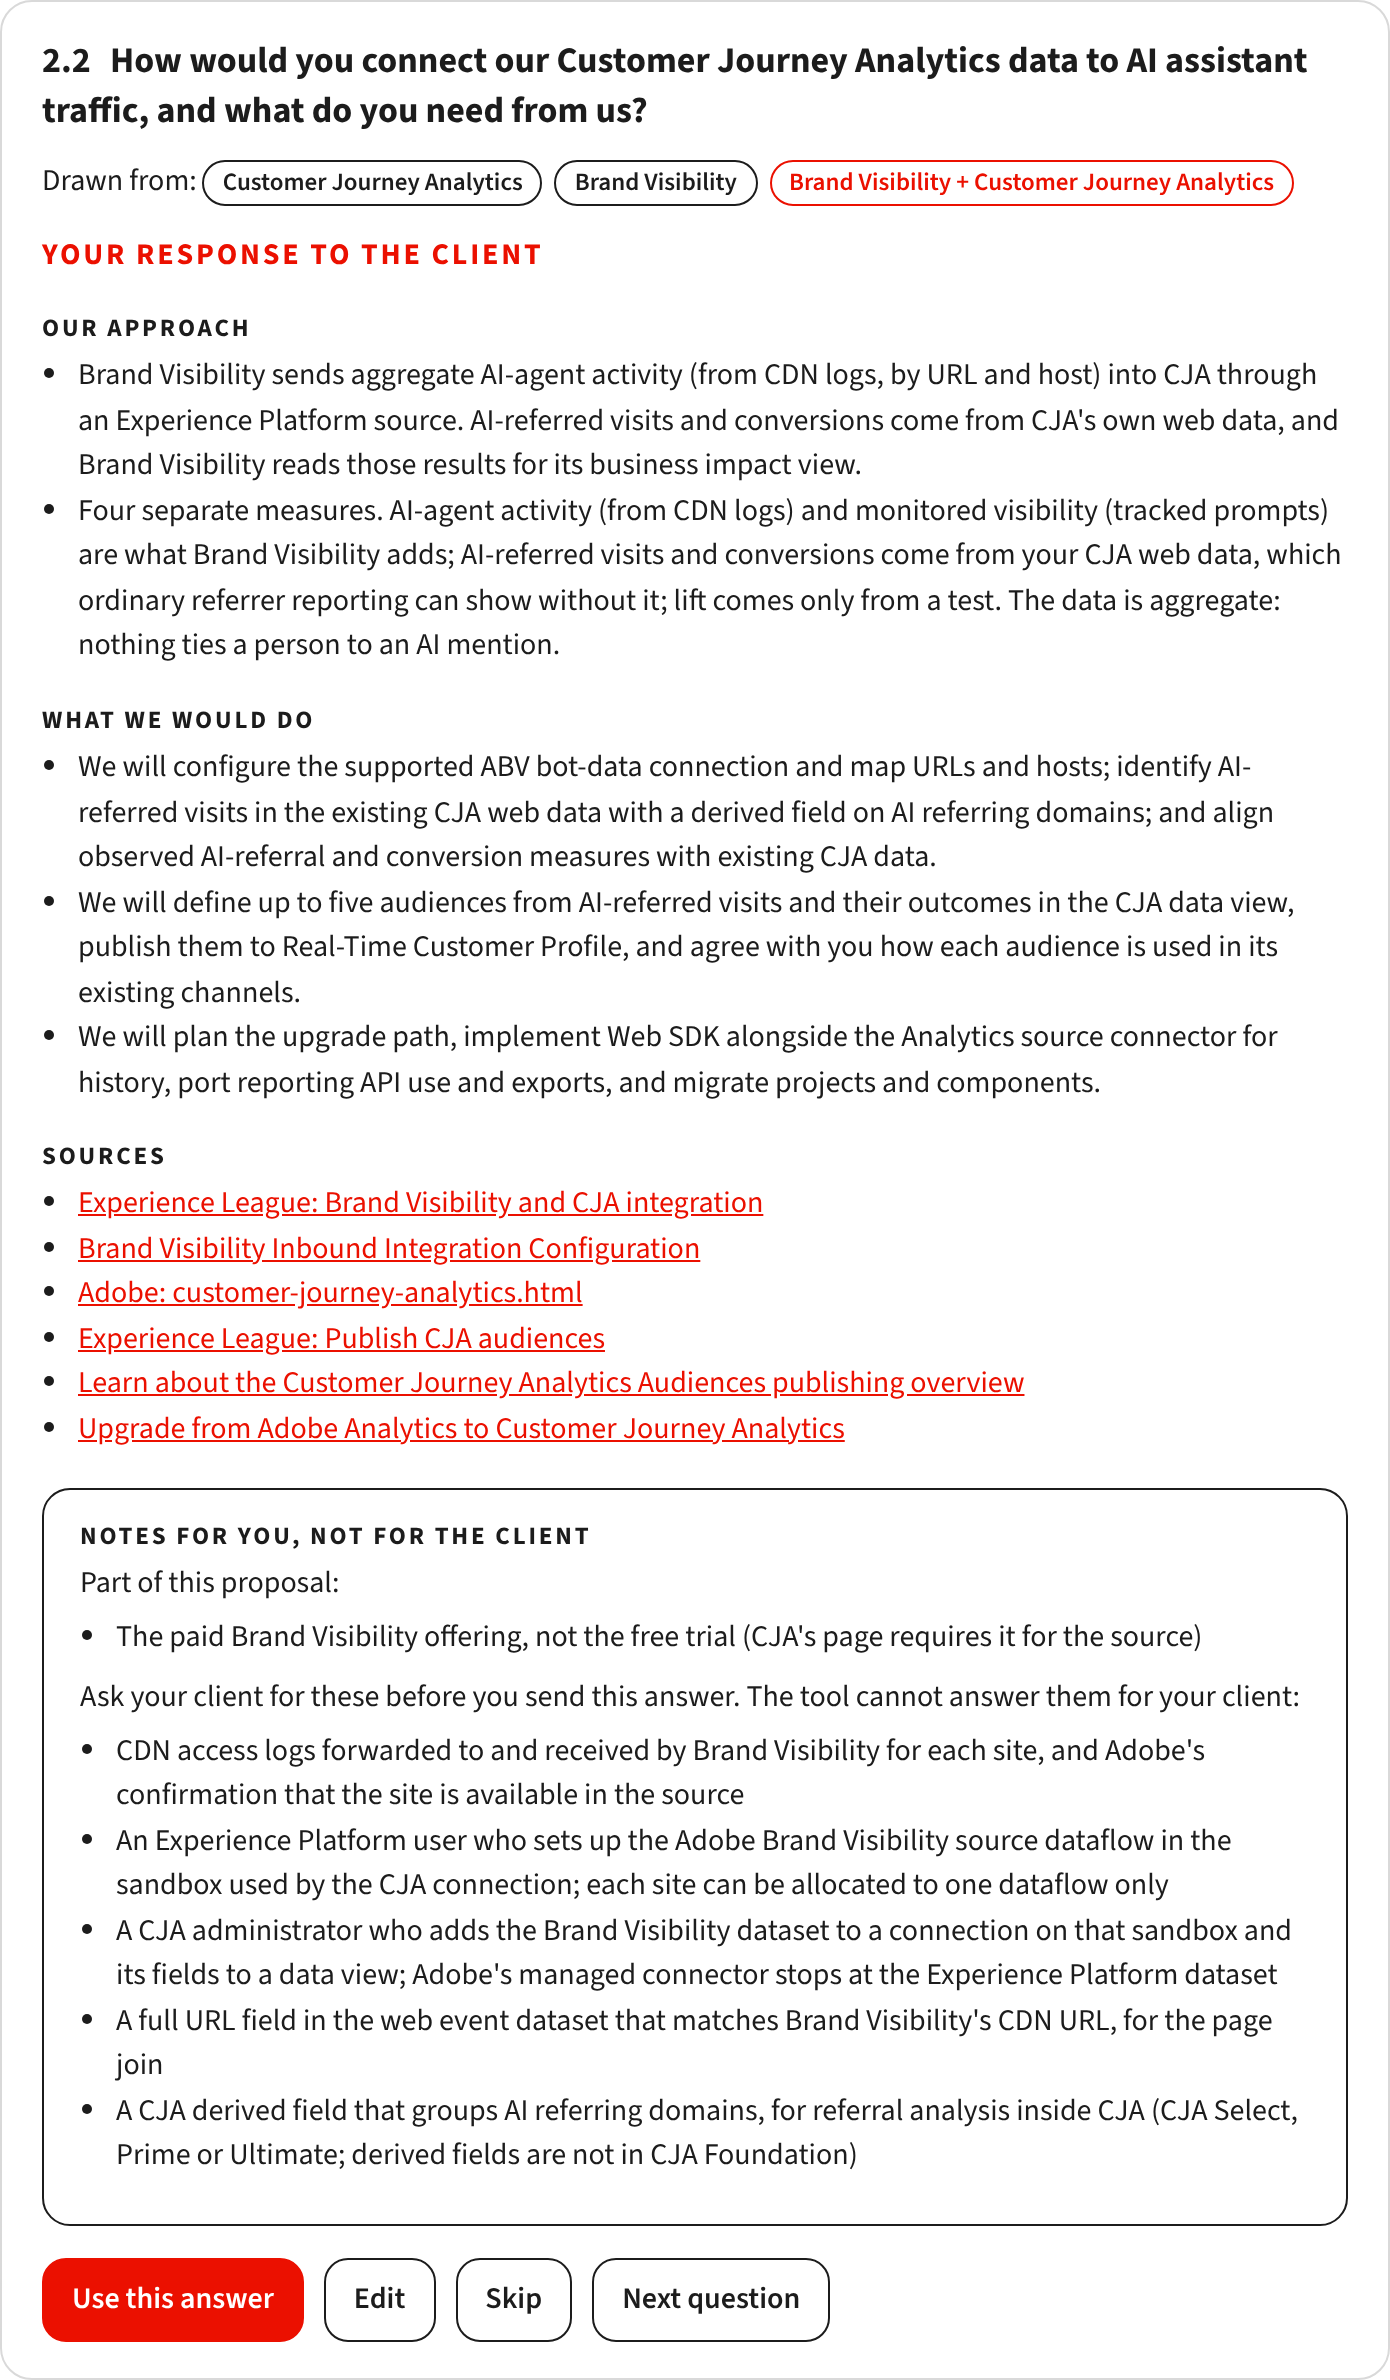 2.2 How would you connect our Customer Journey Analytics data to AI assistant
traffic, and what do you need from us?
Drawn from: Customer Journey Analytics Brand Visibility Brand Visibility + Customer Journey Analytics
YOUR RESPONSE TO THE CLIENT
OUR APPROACH
• Brand Visibility sends aggregate AI-agent activity (from CDN logs, by URL and host) into CJA through
an Experience Platform source. AI-referred visits and conversions come from CJA's own web data, and
Brand Visibility reads those results for its business impact view.
• Four separate measures. AI-agent activity (from CDN logs) and monitored visibility (tracked prompts)
are what Brand Visibility adds; AI-referred visits and conversions come from your CJA web data, which
ordinary referrer reporting can show without it; lift comes only from a test. The data is aggregate:
nothing ties a person to an AI mention.
WHAT WE WOULD DO
• We will configure the supported ABV bot-data connection and map URLs and hosts; identify AI-
referred visits in the existing CJA web data with a derived field on AI referring domains; and align
observed AI-referral and conversion measures with existing CJA data.
• We will define up to five audiences from AI-referred visits and their outcomes in the CJA data view,
publish them to Real-Time Customer Profile, and agree with you how each audience is used in its
existing channels.
• We will plan the upgrade path, implement Web SDK alongside the Analytics source connector for
history, port reporting API use and exports, and migrate projects and components.
SOURCES
• Experience League: Brand Visibility and CJA integration
• Brand Visibility Inbound Integration Configuration
• Adobe: customer-journey-analytics.html
• Experience League: Publish CJA audiences
• Learn about the Customer Journey Analytics Audiences publishing overview
• Upgrade from Adobe Analytics to Customer Journey Analytics
NOTES FOR YOU, NOT FOR THE CLIENT
Part of this proposal:
• The paid Brand Visibility offering, not the free trial (CJA's page requires it for the source)
Ask your client for these before you send this answer. The tool cannot answer them for your client:
• CDN access logs forwarded to and received by Brand Visibility for each site, and Adobe's
confirmation that the site is available in the source
• An Experience Platform user who sets up the Adobe Brand Visibility source dataflow in the
sandbox used by the CJA connection; each site can be allocated to one dataflow only
• A CJA administrator who adds the Brand Visibility dataset to a connection on that sandbox and
its fields to a data view; Adobe's managed connector stops at the Experience Platform dataset
• A full URL field in the web event dataset that matches Brand Visibility's CDN URL, for the page
join
• A CJA derived field that groups AI referring domains, for referral analysis inside CJA (CJA Select,
Prime or Ultimate; derived fields are not in CJA Foundation)
Use this answer Edit Skip Next question